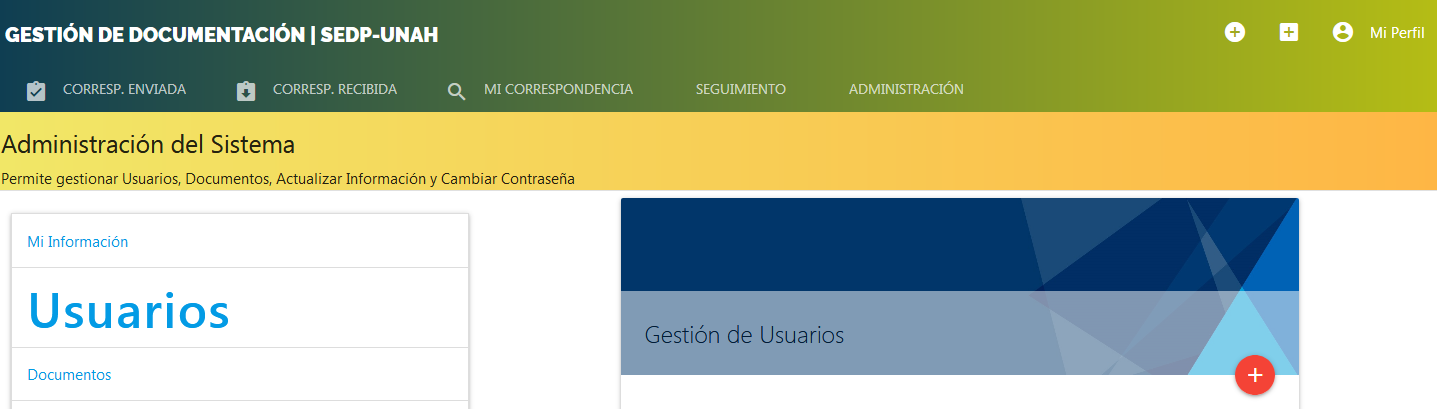 GESTIÓN DE DOCUMENTACIÓN | SEDP-UNAH
Mi Perfil
CORRESP. ENVIADA
CORRESP. RECIBIDA
MI CORRESPONDENCIA
SEGUIMIENTO
ADMINISTRACIÓN
Administración del Sistema
Permite gestionar Usuarios, Documentos, Actualizar Información y Cambiar Contraseña
Mi Información
Usuarios
Documentos
Gestión de Usuarios